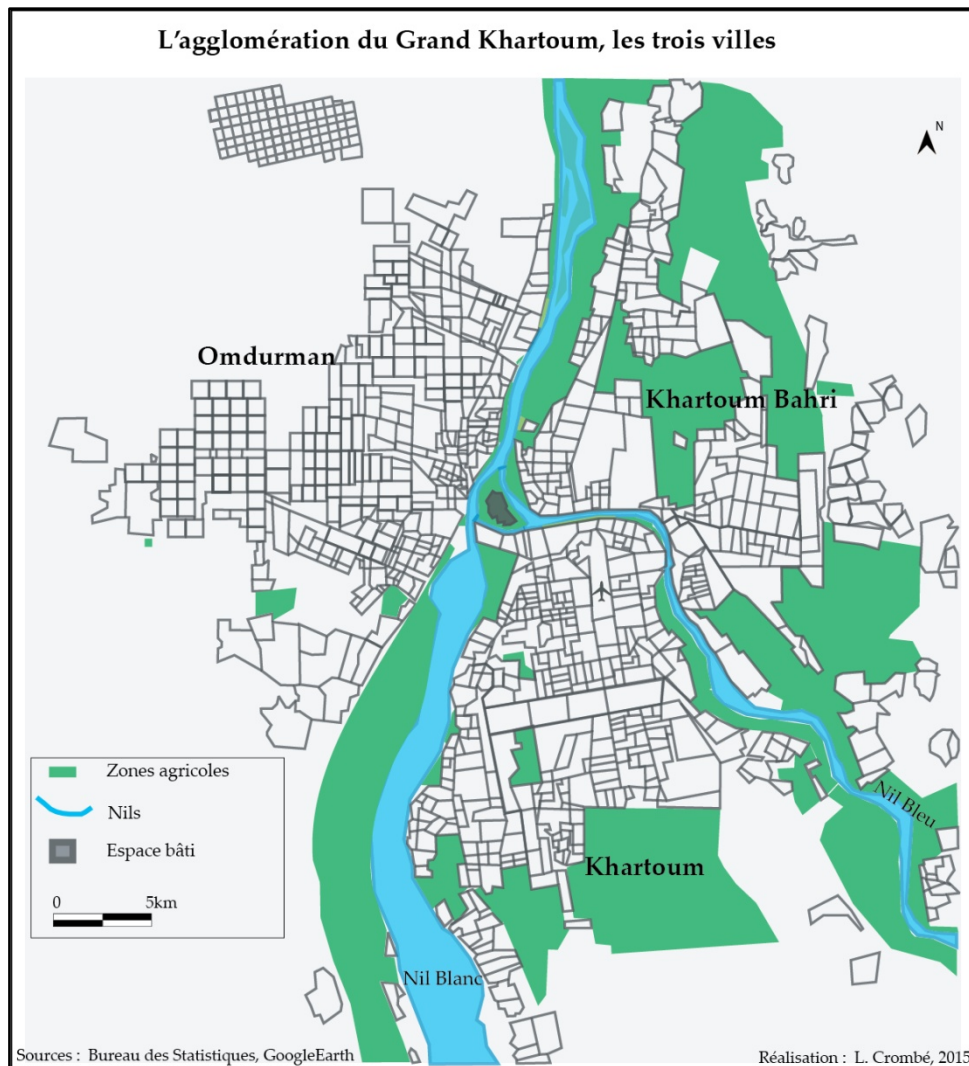 L'agglomération du Grand Khartoum, les trois villes
N
Omdurman
Khartoum Bahri
Zones agricoles
Nils
Nil Bleu
Espace bâti
Khartoum
0 5km
Nil Blanc
Sources : Bureau des Statistiques, GoogleEarth
Réalisation : L. Crombé, 2015